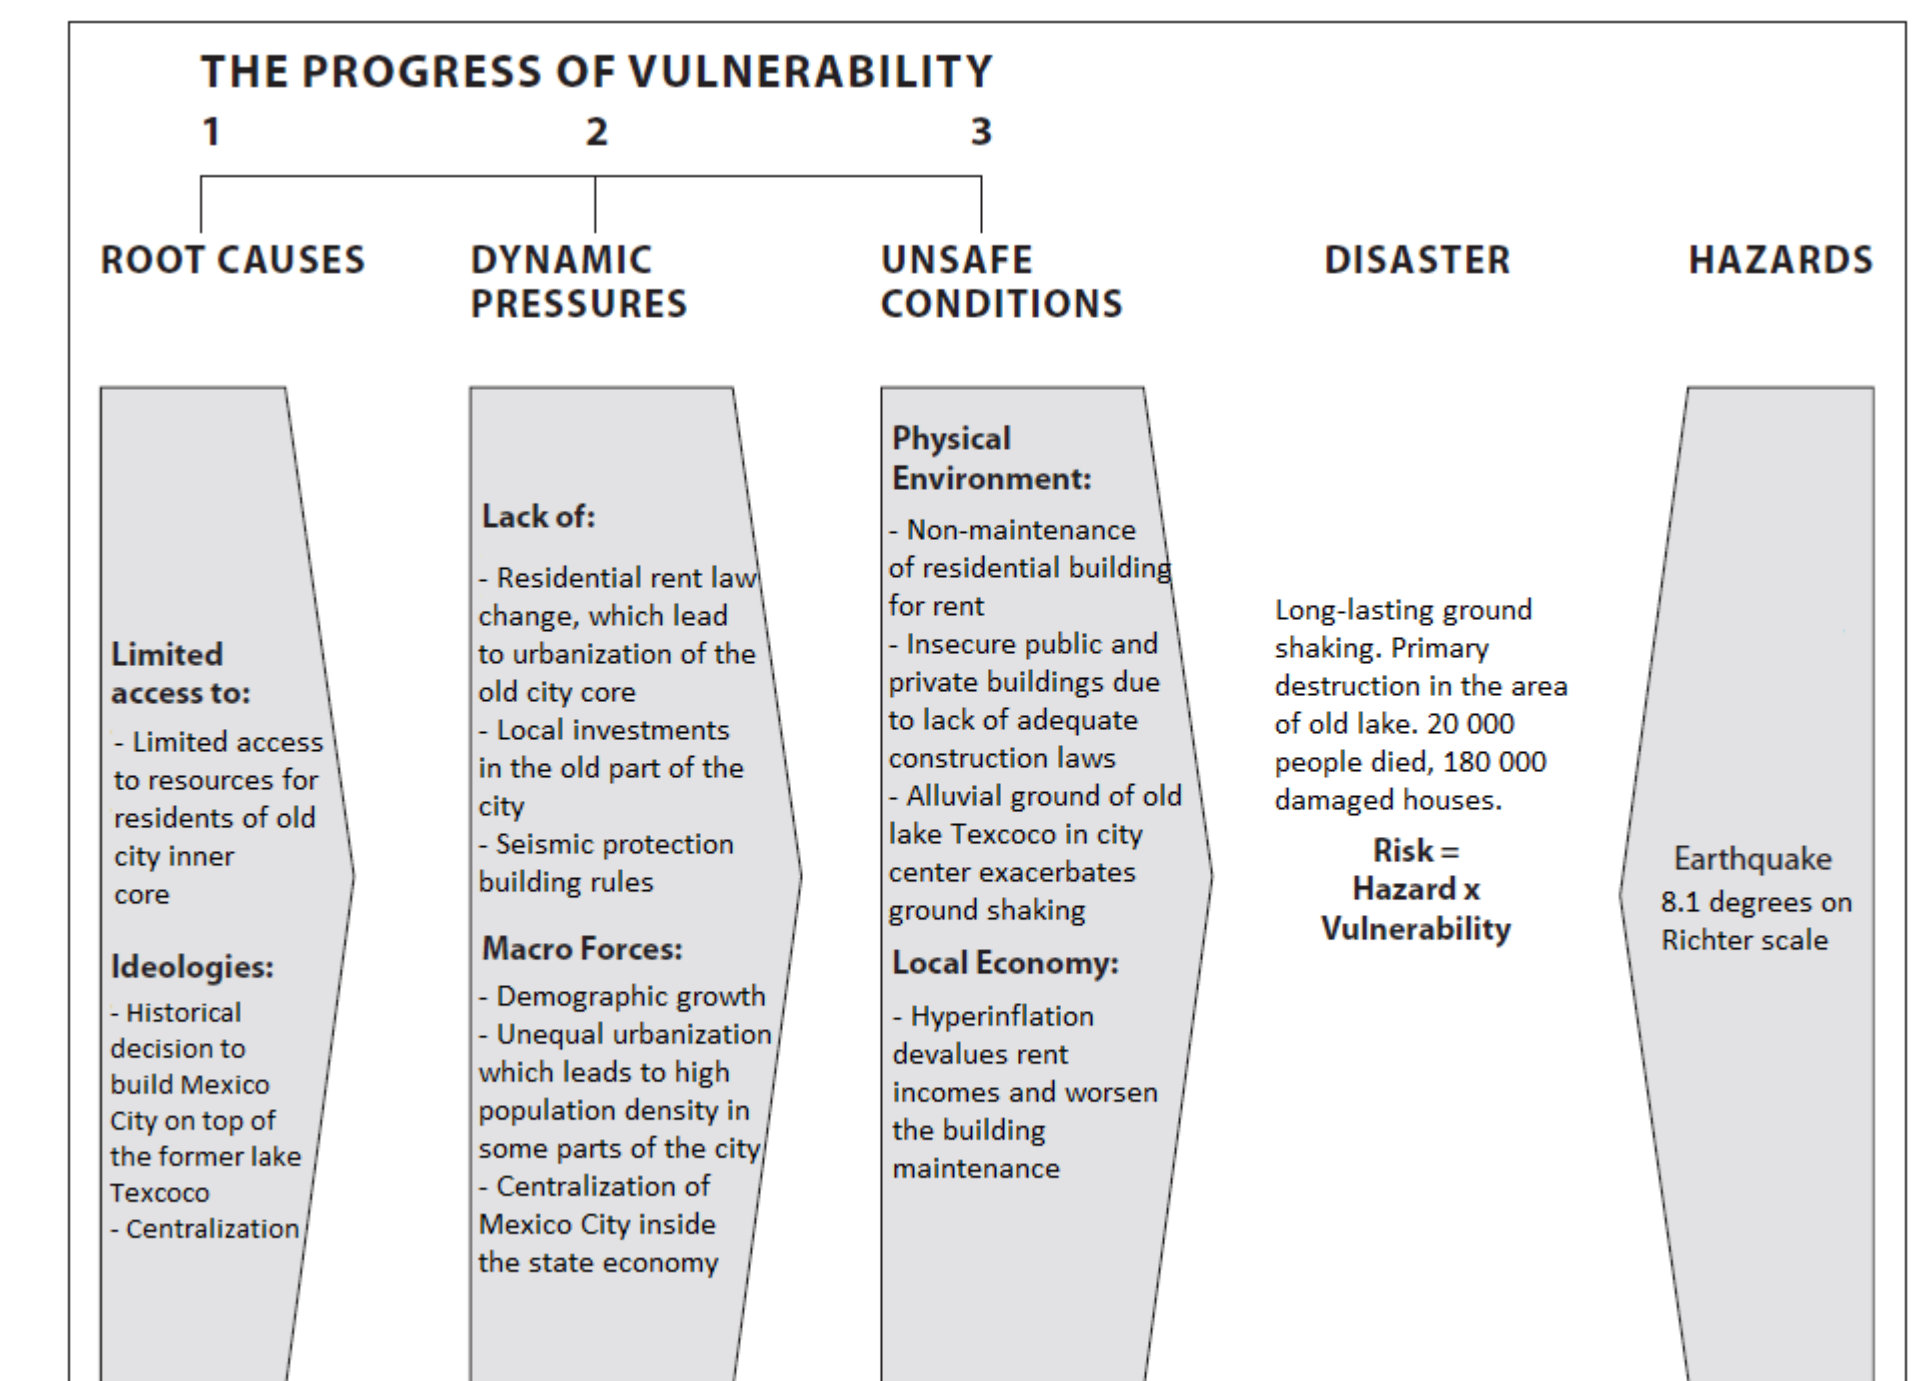 THE PROGRESS OF VULNERABILITY
1
2
3
ROOT CAUSES
DYNAMIC
PRESSURES
UNSAFE
CONDITIONS
DISASTER
HAZARDS
Limited
access to:
- Limited access
to resources for
residents of old
city inner
core
Ideologies:
- Historical
decision to
build Mexico
City on top of
the former lake
Texcoco
- Centralization
Lack of:
- Residential rent law
change, which lead
to urbanization of the
old city core
- Local investments
in the old part of the
city
- Seismic protection
building rules
Macro Forces:
- Demographic growth
- Unequal urbanization
which leads to high
population density in
some parts of the city
- Centralization of
Mexico City inside
the state economy
Physical
Environment:
- Non-maintenance
of residential building
for rent
- Insecure public and
private buildings due
to lack of adequate
construction laws
- Alluvial ground of old
lake Texcoco in city
center exacerbates
ground shaking
Local Economy:
- Hyperinflation
devalues rent
incomes and worsen
the building
maintenance
Long-lasting ground
shaking. Primary
destruction in the area
of old lake. 20 000
people died, 180 000
damaged houses.
Risk =
Hazard x
Vulnerability
Earthquake
8.1 degrees on
Richter scale